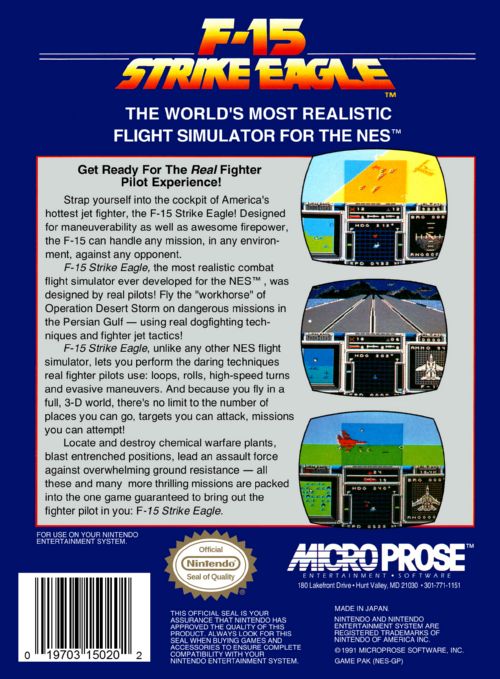 F-15
STRIKE EAGLE™
THE WORLD'S MOST REALISTIC
FLIGHT SIMULATOR FOR THE NES™
Get Ready For The Real Fighter
Pilot Experience!
Strap yourself into the cockpit of America's
hottest jet fighter, the F-15 Strike Eagle! Designed
for maneuverability as well as awesome firepower,
the F-15 can handle any mission, in any environ-
ment, against any opponent.
F-15 Strike Eagle, the most realistic combat
flight simulator ever developed for the NES™ , was
designed by real pilots! Fly the "workhorse" of
Operation Desert Storm on dangerous missions in
the Persian Gulf — using real dogfighting tech-
niques and fighter jet tactics!
F-15 Strike Eagle, unlike any other NES flight
simulator, lets you perform the daring techniques
real fighter pilots use: loops, rolls, high-speed turns
and evasive maneuvers. And because you fly in a
full, 3-D world, there's no limit to the number of
places you can go, targets you can attack, missions
you can attempt!
Locate and destroy chemical warfare plants,
blast entrenched positions, lead an assault force
against overwhelming ground resistance — all
these and many more thrilling missions are packed
into the one game guaranteed to bring out the
fighter pilot in you: F-15 Strike Eagle.
FOR USE ON YOUR NINTENDO
ENTERTAINMENT SYSTEM.
Official
Nintendo®
Seal of Quality
MICROPROSE™
ENTERTAINMENT • SOFTWARE
180 Lakefront Drive • Hunt Valley, MD 21030 • 301-771-1151
0 19703 15020 2
THIS OFFICIAL SEAL IS YOUR
ASSURANCE THAT NINTENDO HAS
APPROVED THE QUALITY OF THIS
PRODUCT. ALWAYS LOOK FOR THIS
SEAL WHEN BUYING GAMES AND
ACCESSORIES TO ENSURE COMPLETE
COMPATIBILITY WITH YOUR
NINTENDO ENTERTAINMENT SYSTEM.
MADE IN JAPAN.
NINTENDO AND NINTENDO
ENTERTAINMENT SYSTEM ARE
REGISTERED TRADEMARKS OF
NINTENDO OF AMERICA INC.
©1991 MICROPROSE SOFTWARE, INC.
GAME PAK (NES-GP)